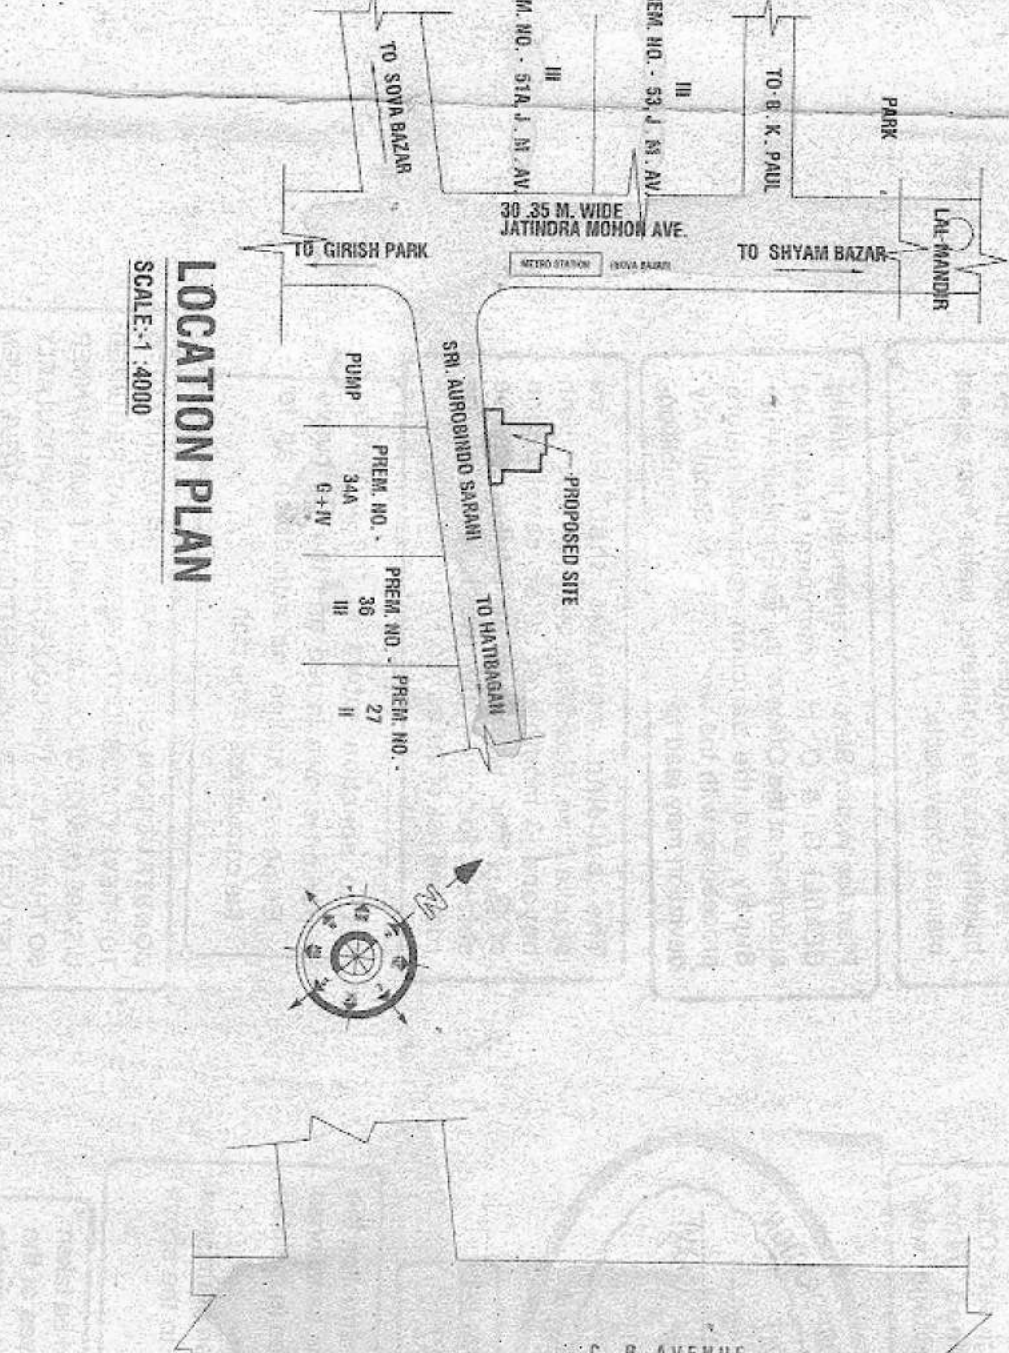 TO SOVA BAZAR
M. NO. - 51A, J. M. AV.
III
EM. NO. - 53, J. M. AV.
III
TO B. K. PAUL
PARK
LAL-MANDIR
30.35 M. WIDE
JATINDRA MOHON AVE.
TO GIRISH PARK
METRO STATION (SOVA BAZAR)
TO SHYAM BAZAR
SRI. AUROBINDO SARANI
TO HATIBAGAN
PROPOSED SITE
PUMP
PREM. NO. -
34A
G+IV
PREM. NO. -
36
III
PREM. NO. -
27
II
LOCATION PLAN
SCALE:-1 :4000
N
AVENUE